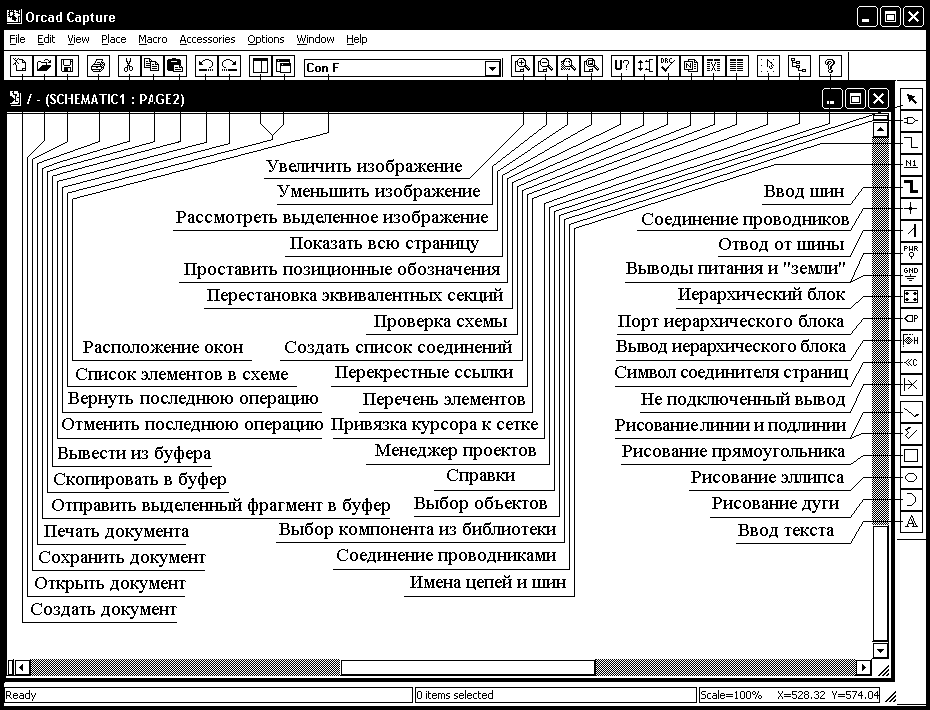 Orcad Capture
File Edit View Place Macro Accessories Options Window Help
Con F
U?
DRC
/ - (SCHEMATIC1 : PAGE2)
N1
PWR
GND
Увеличить изображение
Уменьшить изображение
Ввод шин
Рассмотреть выделенное изображение
Соединение проводников
Показать всю страницу
Отвод от шины
Проставить позиционные обозначения
Выводы питания и "земли"
Перестановка эквивалентных секций
Иерархический блок
Проверка схемы
Порт иерархического блока
Расположение окон
Создать список соединений
Вывод иерархического блока
Список элементов в схеме
Перекрестные ссылки
Символ соединителя страниц
Вернуть последнюю операцию
Перечень элементов
Не подключенный вывод
Отменить последнюю операцию
Привязка курсора к сетке
Рисование линии и подлинии
Вывести из буфера
Менеджер проектов
Рисование прямоугольника
Скопировать в буфер
Справки
Рисование эллипса
Отправить выделенный фрагмент в буфер
Выбор объектов
Рисование дуги
Печать документа
Выбор компонента из библиотеки
Ввод текста
Сохранить документ
Соединение проводниками
Открыть документ
Имена цепей и шин
Создать документ
Ready
0 items selected
Scale=100% X=528.32 Y=574.04